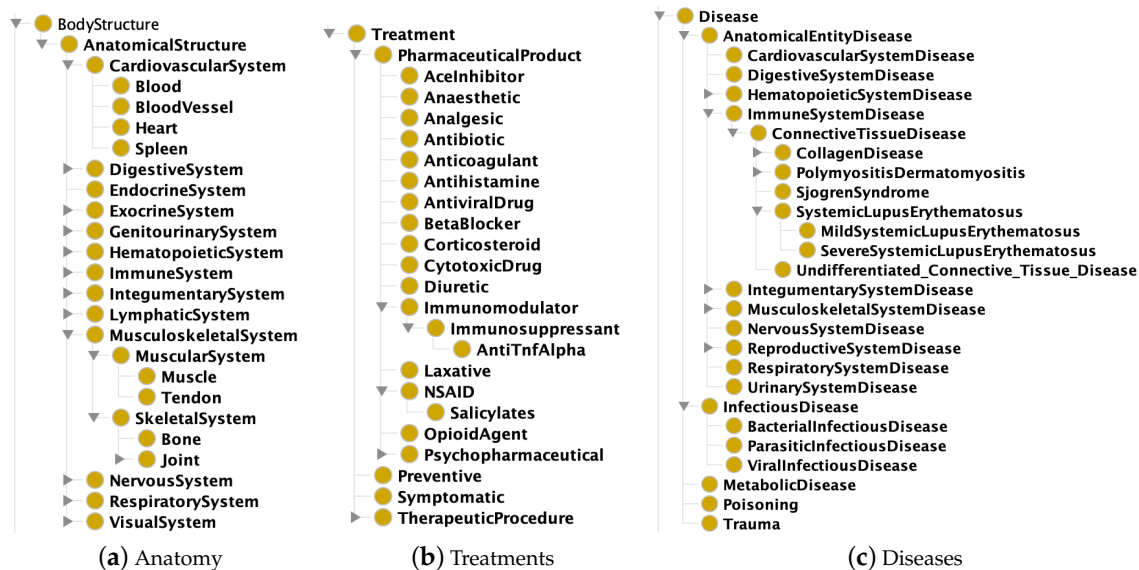 BodyStructure
AnatomicalStructure
CardiovascularSystem
Blood
BloodVessel
Heart
Spleen
DigestiveSystem
EndocrineSystem
ExocrineSystem
GenitourinarySystem
HematopoieticSystem
ImmuneSystem
IntegumentarySystem
LymphaticSystem
MusculoskeletalSystem
MuscularSystem
Muscle
Tendon
SkeletalSystem
Bone
Joint
NervousSystem
RespiratorySystem
VisualSystem
(a) Anatomy
Treatment
PharmaceuticalProduct
AceInhibitor
Anaesthetic
Analgesic
Antibiotic
Anticoagulant
Antihistamine
AntiviralDrug
BetaBlocker
Corticosteroid
CytotoxicDrug
Diuretic
Immunomodulator
Immunosuppressant
AntiTnfAlpha
Laxative
NSAID
Salicylates
OpioidAgent
Psychopharmaceutical
Preventive
Symptomatic
TherapeuticProcedure
(b) Treatments
Disease
AnatomicalEntityDisease
CardiovascularSystemDisease
DigestiveSystemDisease
HematopoieticSystemDisease
ImmuneSystemDisease
ConnectiveTissueDisease
CollagenDisease
PolymyositisDermatomyositis
SjogrenSyndrome
SystemicLupusErythematosus
MildSystemicLupusErythematosus
SevereSystemicLupusErythematosus
Undifferentiated_Connective_Tissue_Disease
IntegumentarySystemDisease
MusculoskeletalSystemDisease
NervousSystemDisease
ReproductiveSystemDisease
RespiratorySystemDisease
UrinarySystemDisease
InfectiousDisease
BacterialInfectiousDisease
ParasiticInfectiousDisease
ViralInfectiousDisease
MetabolicDisease
Poisoning
Trauma
(c) Diseases